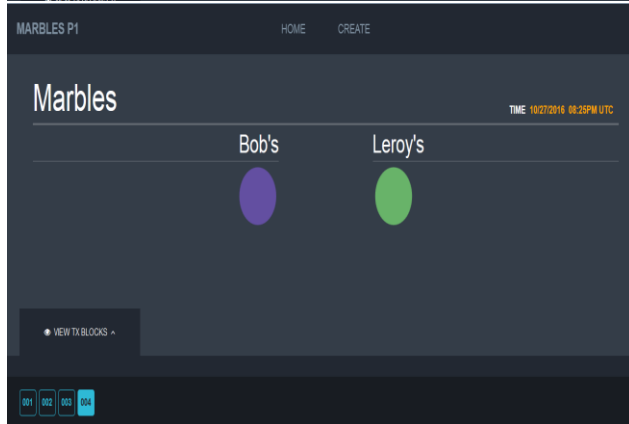 MARBLES P1 HOME CREATE
Marbles
TIME 10/27/2016 08:25PM UTC
Bob's Leroy's
VIEW TX BLOCKS
001 002 003 004